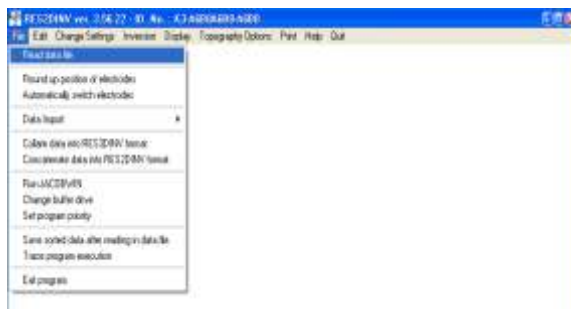 RES2DINV ver. 3.56.22 - ID. No. :
File Edit Change Settings Inversion Display Topography Options Print Help Quit
Read data file
Round up position of electrodes
Automatically switch electrodes
Data Import
Collate data into RES3DINV format
Concatenate data into RES2DINV format
Run JACOBWIN
Change buffer drive
Set program priority
Save sorted data after reading in data file
Trace program execution
Exit program